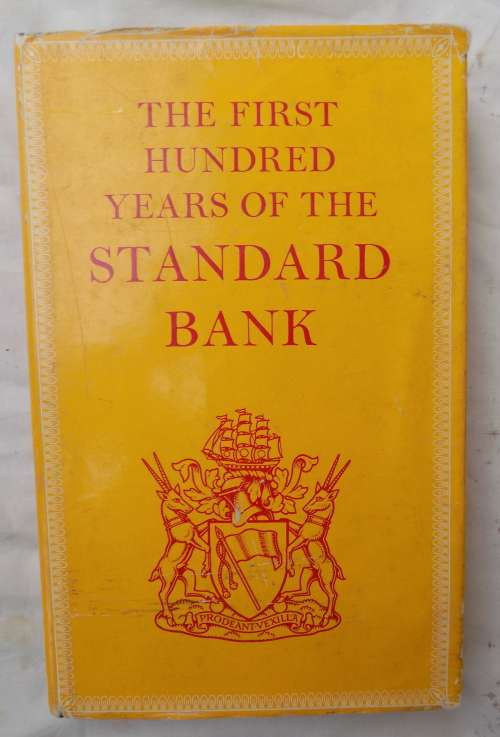 THE FIRST
HUNDRED
YEARS OF THE
STANDARD
BANK
PRODEANT VEXILLA